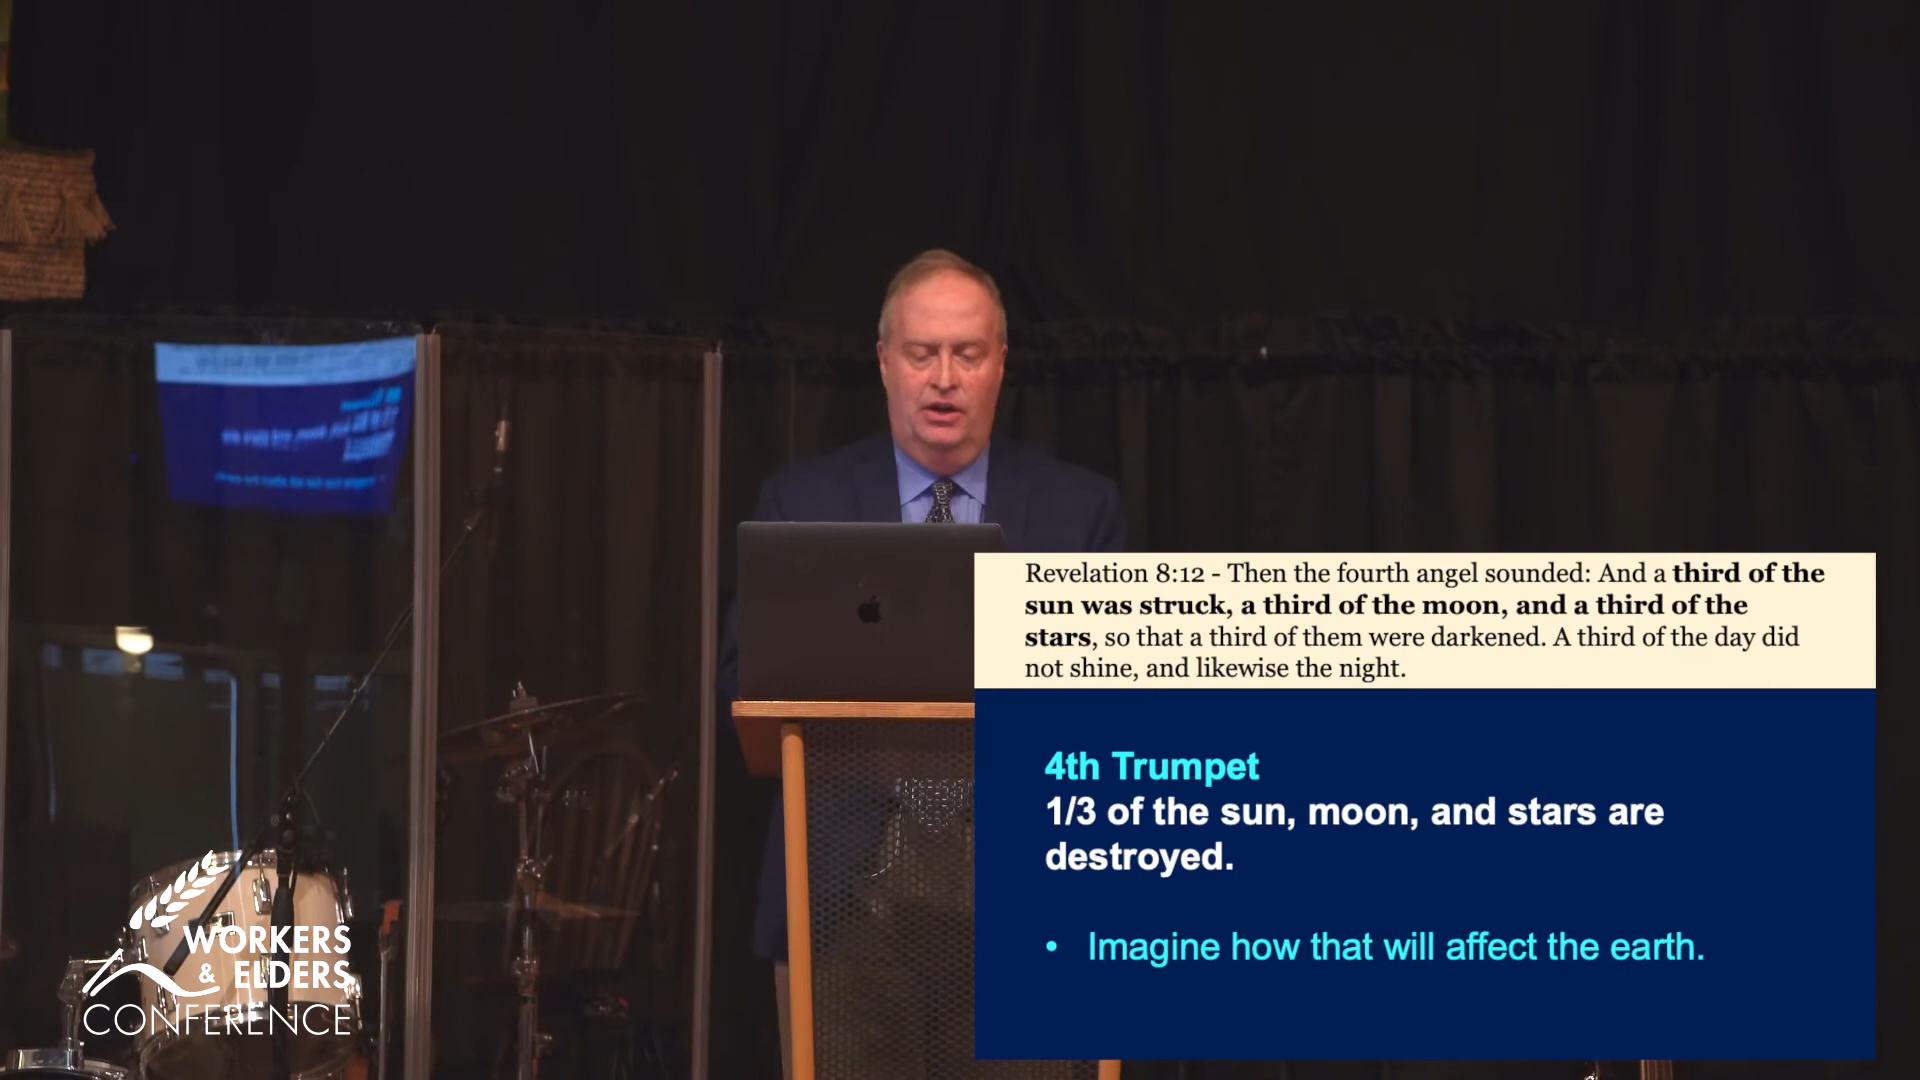 Revelation 8:12 - Then the fourth angel sounded: And a third of the
sun was struck, a third of the moon, and a third of the
stars, so that a third of them were darkened. A third of the day did
not shine, and likewise the night.
4th Trumpet
1/3 of the sun, moon, and stars are
destroyed.
• Imagine how that will affect the earth.
WORKERS
& ELDERS
CONFERENCE